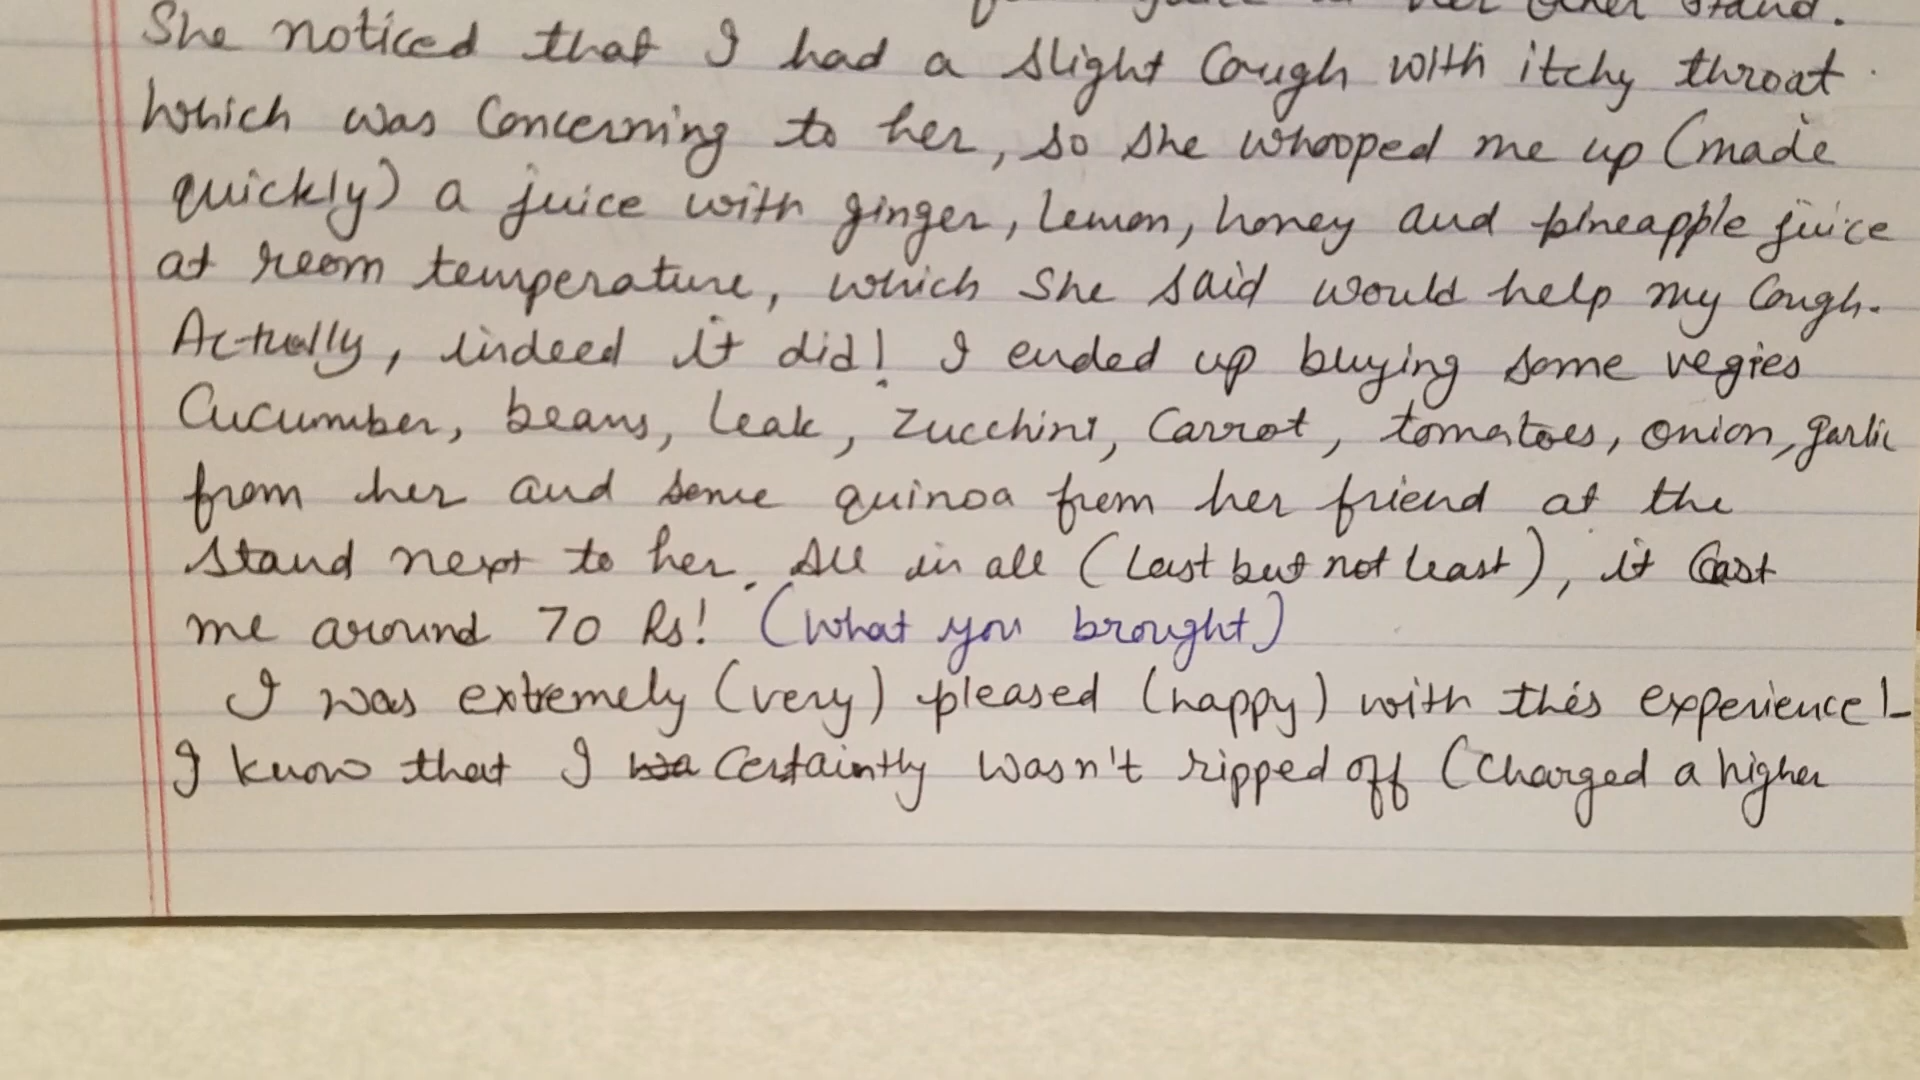 her other stand.
She noticed that I had a slight Cough with itchy throat
which was Concerning to her, so she whooped me up (made
quickly) a juice with ginger, lemon, honey and pineapple juice
at room temperature, which she said would help my Cough.
Actually, indeed it did! I ended up buying some vegies
Cucumber, beans, leak, zucchini, Carrot, tomatoes, onion, garlic
from her and some quinoa from her friend at the
stand next to her. All in all (last but not least), it Cost
me around 70 Rs! (What you brought)
I was extremely (very) pleased (happy) with this experience!
I know that I wa Certaintly wasn't ripped off (Charged a higher